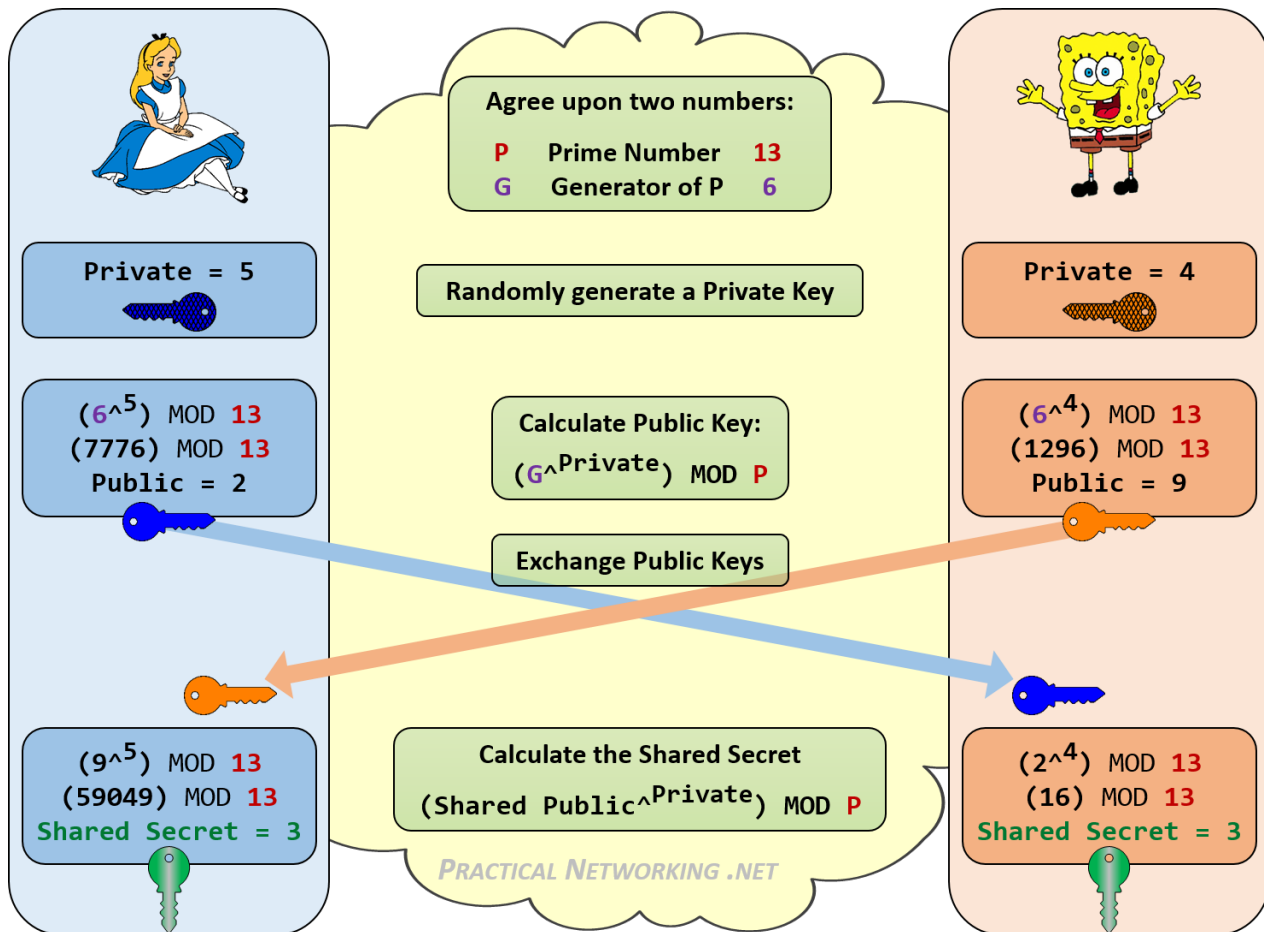 Agree upon two numbers:
P Prime Number 13
G Generator of P 6
Private = 5
Randomly generate a Private Key
Private = 4
(6^5) MOD 13
(7776) MOD 13
Public = 2
Calculate Public Key:
(G^Private) MOD P
(6^4) MOD 13
(1296) MOD 13
Public = 9
Exchange Public Keys
(9^5) MOD 13
(59049) MOD 13
Shared Secret = 3
Calculate the Shared Secret
(Shared Public^Private) MOD P
(2^4) MOD 13
(16) MOD 13
Shared Secret = 3
PRACTICAL NETWORKING .NET